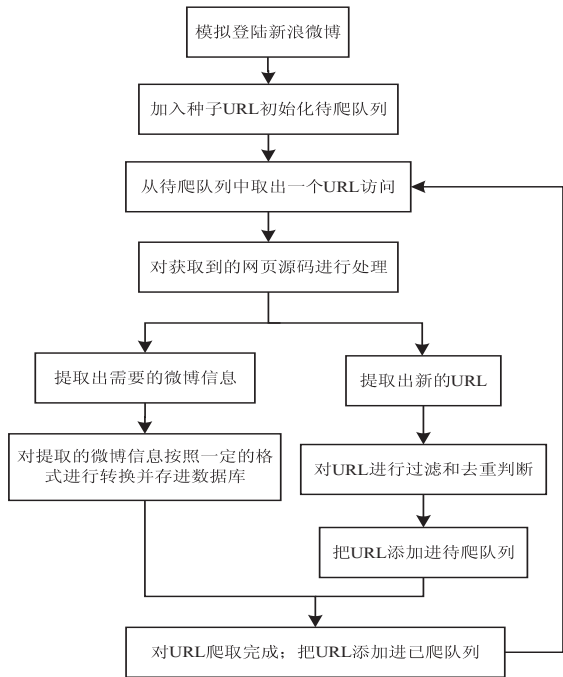 模拟登陆新浪微博
加入种子URL初始化待爬队列
从待爬队列中取出一个URL访问
对获取到的网页源码进行处理
提取出需要的微博信息
提取出新的URL
对提取的微博信息按照一定的格
式进行转换并存进数据库
对URL进行过滤和去重判断
把URL添加进待爬队列
对URL爬取完成；把URL添加进已爬队列